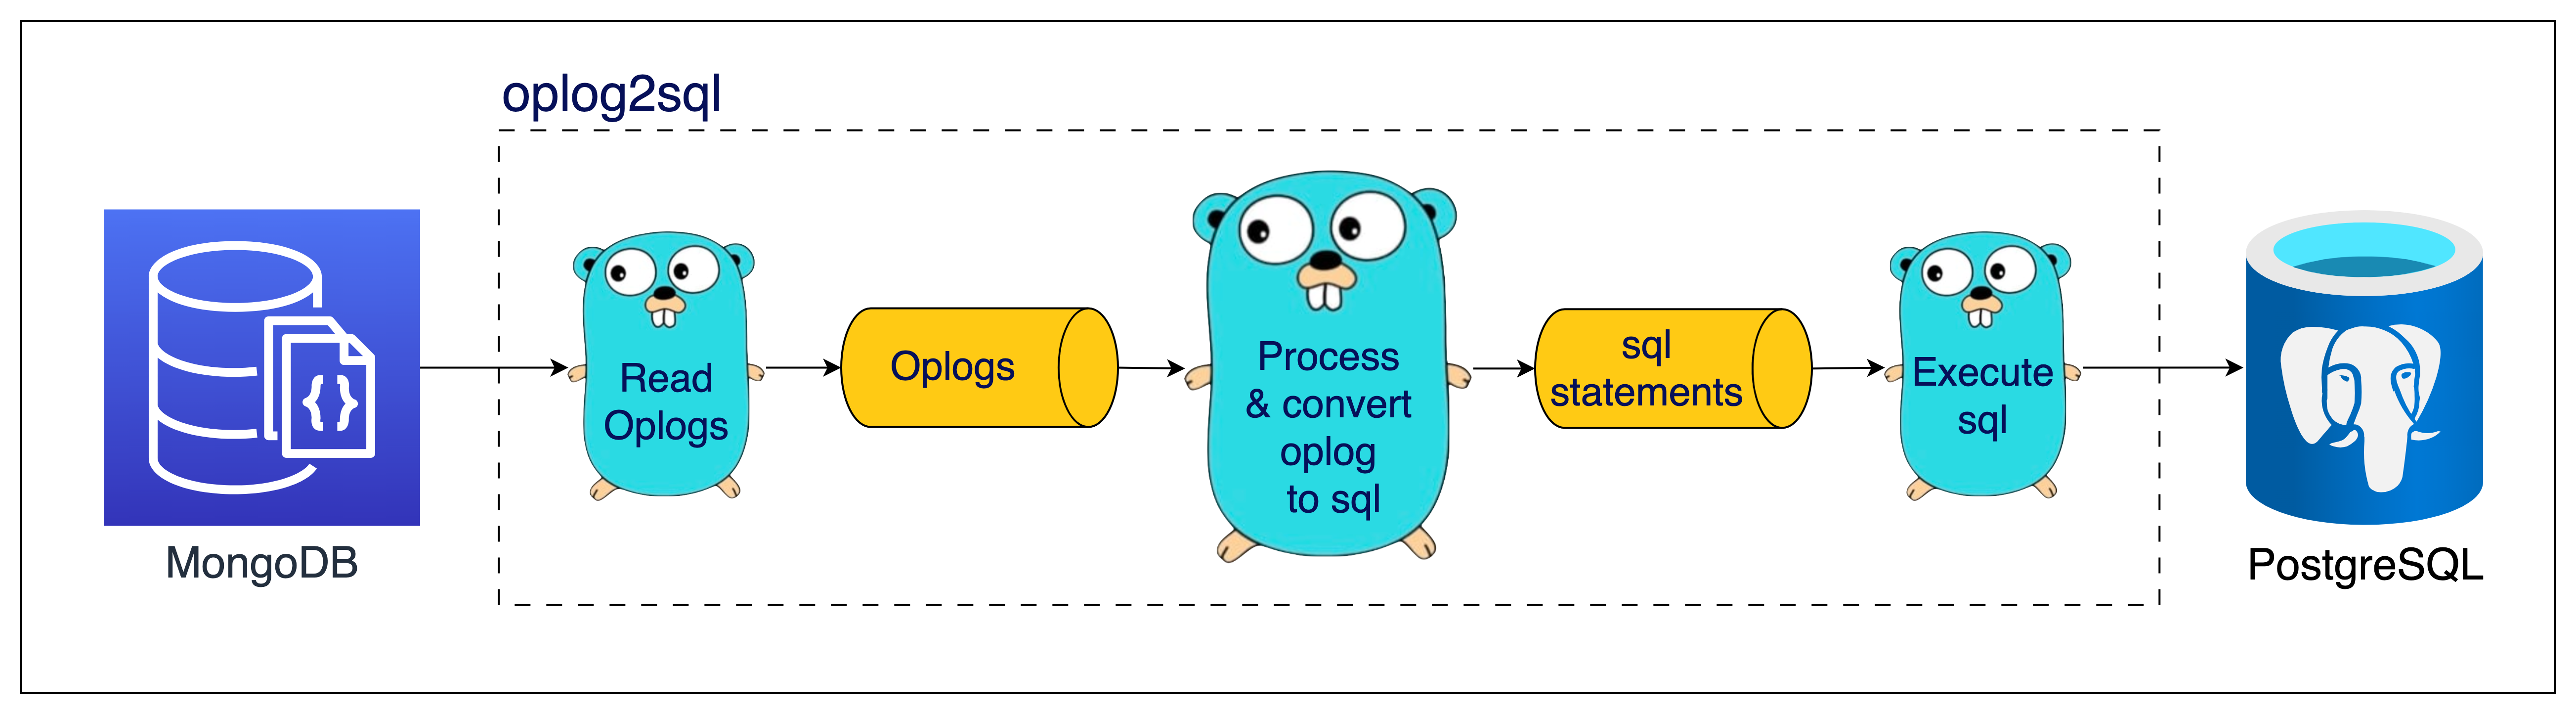 oplog2sql
MongoDB
Read
Oplogs
Oplogs
Process
& convert
oplog
to sql
sql
statements
Execute
sql
PostgreSQL